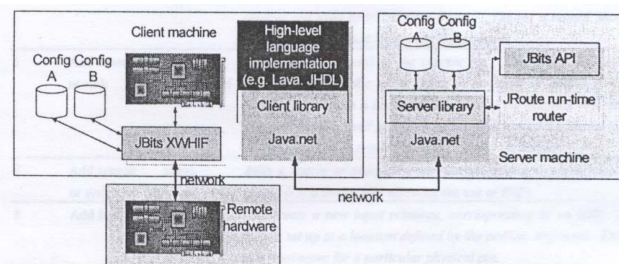 Client machine
Config Config
A B
High-level
language
implementation
(e.g. Lava. JHDL)
Client library
Java.net
JBits XWHIF
network
Remote
hardware
network
Config Config
A B
JBits API
Server library
JRoute run-time
router
Java.net
Server machine